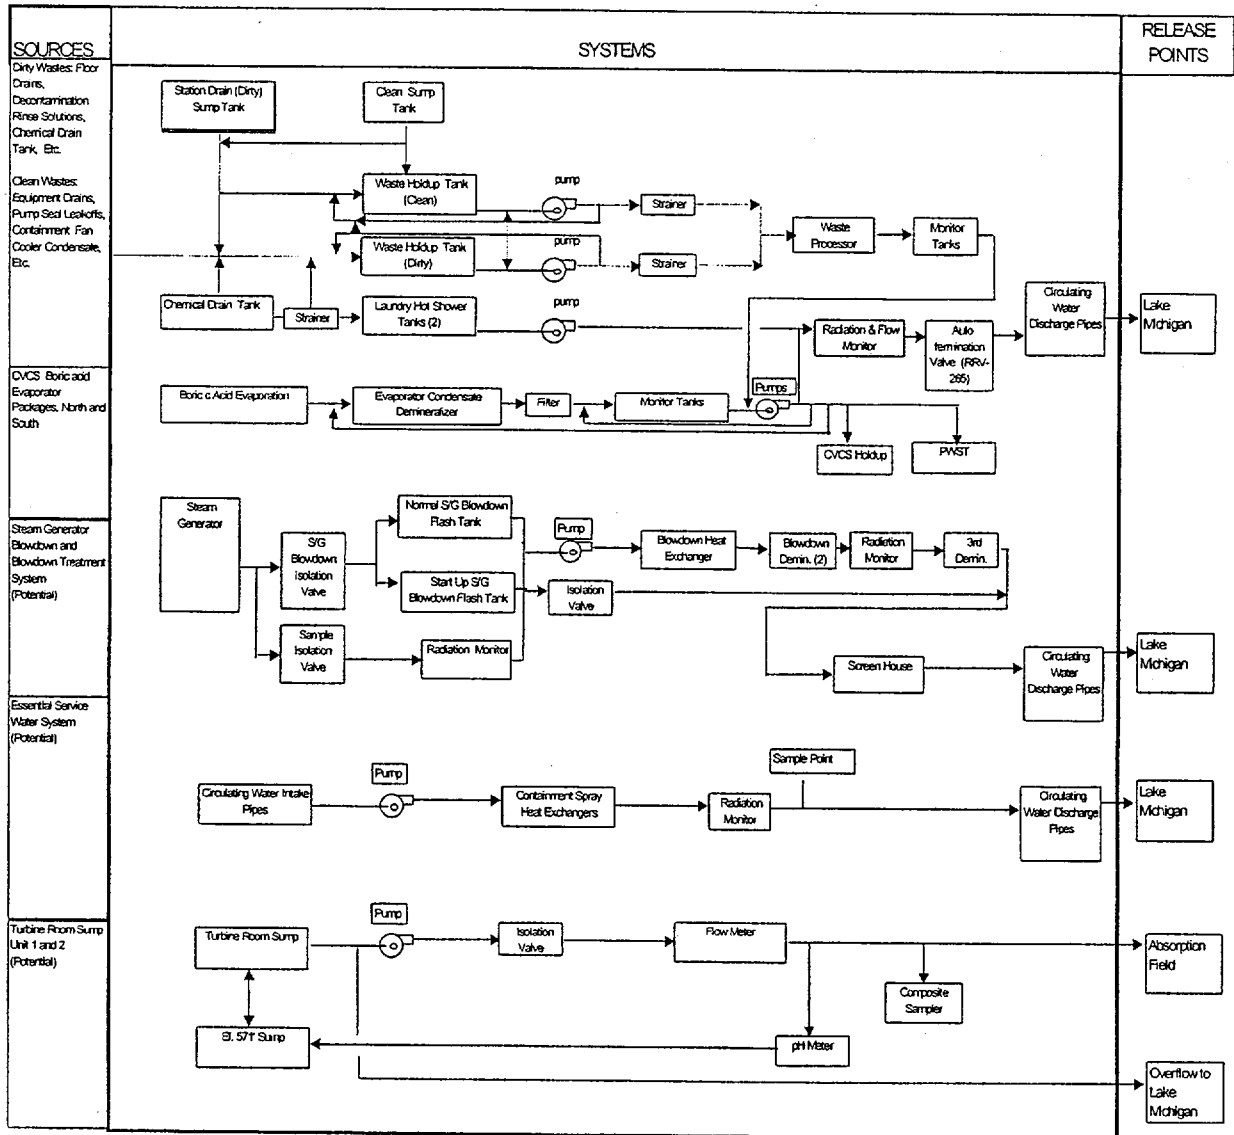 SOURCES
SYSTEMS
RELEASE
POINTS
Dirty Wastes: Floor
Drains,
Decontamination
Rinse Solutions,
Chemical Drain
Tank, Etc.
Clean Wastes:
Equipment Drains,
Pump Seal Leakoffs,
Containment Fan
Cooler Condensate,
Etc.
Station Drain (Dirty)
Sump Tank
Clean Sump
Tank
Waste Holdup Tank
(Clean)
pump
Strainer
Waste Holdup Tank
(Dirty)
pump
Strainer
Waste
Processor
Monitor
Tanks
Chemical Drain Tank
Strainer
Laundry Hot Shower
Tanks (2)
pump
Radiation & Flow
Monitor
Auto
termination
Valve (RRV-
265)
Circulating
Water
Discharge Pipes
Lake
Michigan
CVCS Boric acid
Evaporator
Packages, North and
South
Boric c Acid Evaporation
Evaporator Condensate
Demineralizer
Filter
Monitor Tanks
Pumps
CVCS Holdup
PWST
Steam Generator
Blowdown and
Blowdown Treatment
System
(Potential)
Steam
Generator
S/G
Blowdown
Isolation
Valve
Normal S/G Blowdown
Flash Tank
Start Up S/G
Blowdown Flash Tank
Pump
Isolation
Valve
Blowdown Heat
Exchanger
Blowdown
Demin. (2)
Radiation
Monitor
3rd
Demin.
Sample
Isolation
Valve
Radiation Monitor
Screen House
Circulating
Water
Discharge Pipes
Lake
Michigan
Essential Service
Water System
(Potential)
Circulating Water Intake
Pipes
Pump
Containment Spray
Heat Exchangers
Radiation
Monitor
Sample Point
Circulating
Water Discharge
Pipes
Lake
Michigan
Turbine Room Sump
Unit 1 and 2
(Potential)
Turbine Room Sump
Pump
Isolation
Valve
Flow Meter
Absorption
Field
Composite
Sampler
El. 571' Sump
pH Meter
Overflow to
Lake
Michigan